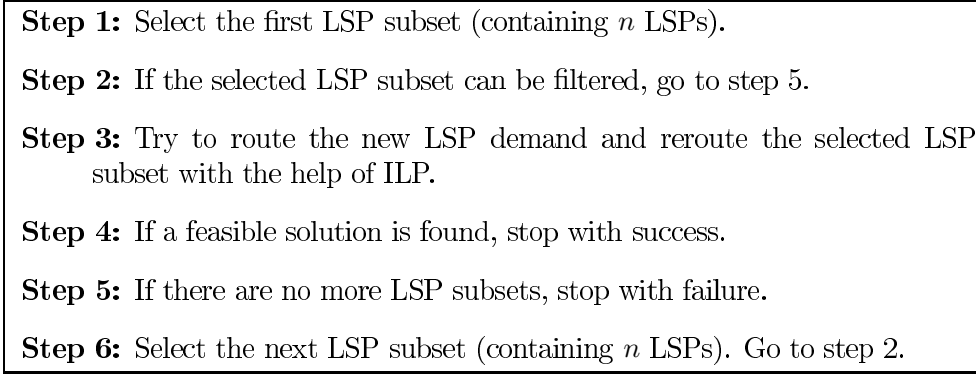 Step 1: Select the first LSP subset (containing n LSPs).
Step 2: If the selected LSP subset can be filtered, go to step 5.
Step 3: Try to route the new LSP demand and reroute the selected LSP
subset with the help of ILP.
Step 4: If a feasible solution is found, stop with success.
Step 5: If there are no more LSP subsets, stop with failure.
Step 6: Select the next LSP subset (containing n LSPs). Go to step 2.